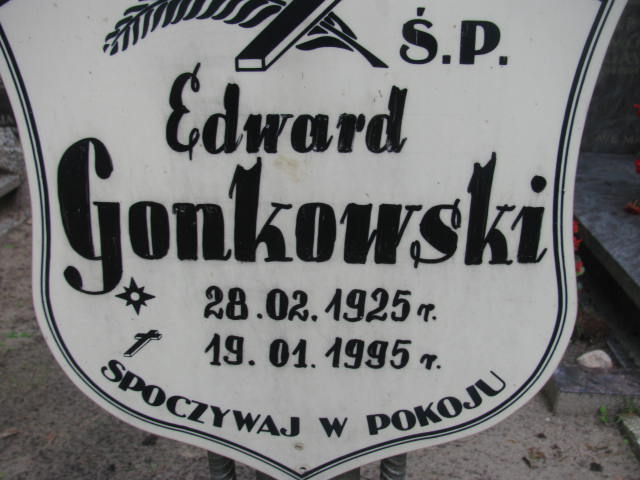 Ś.P.
Edward
Gonkowski
28.02.1925 r.
19.01.1995 r.
SPOCZYWAJ W POKOJU